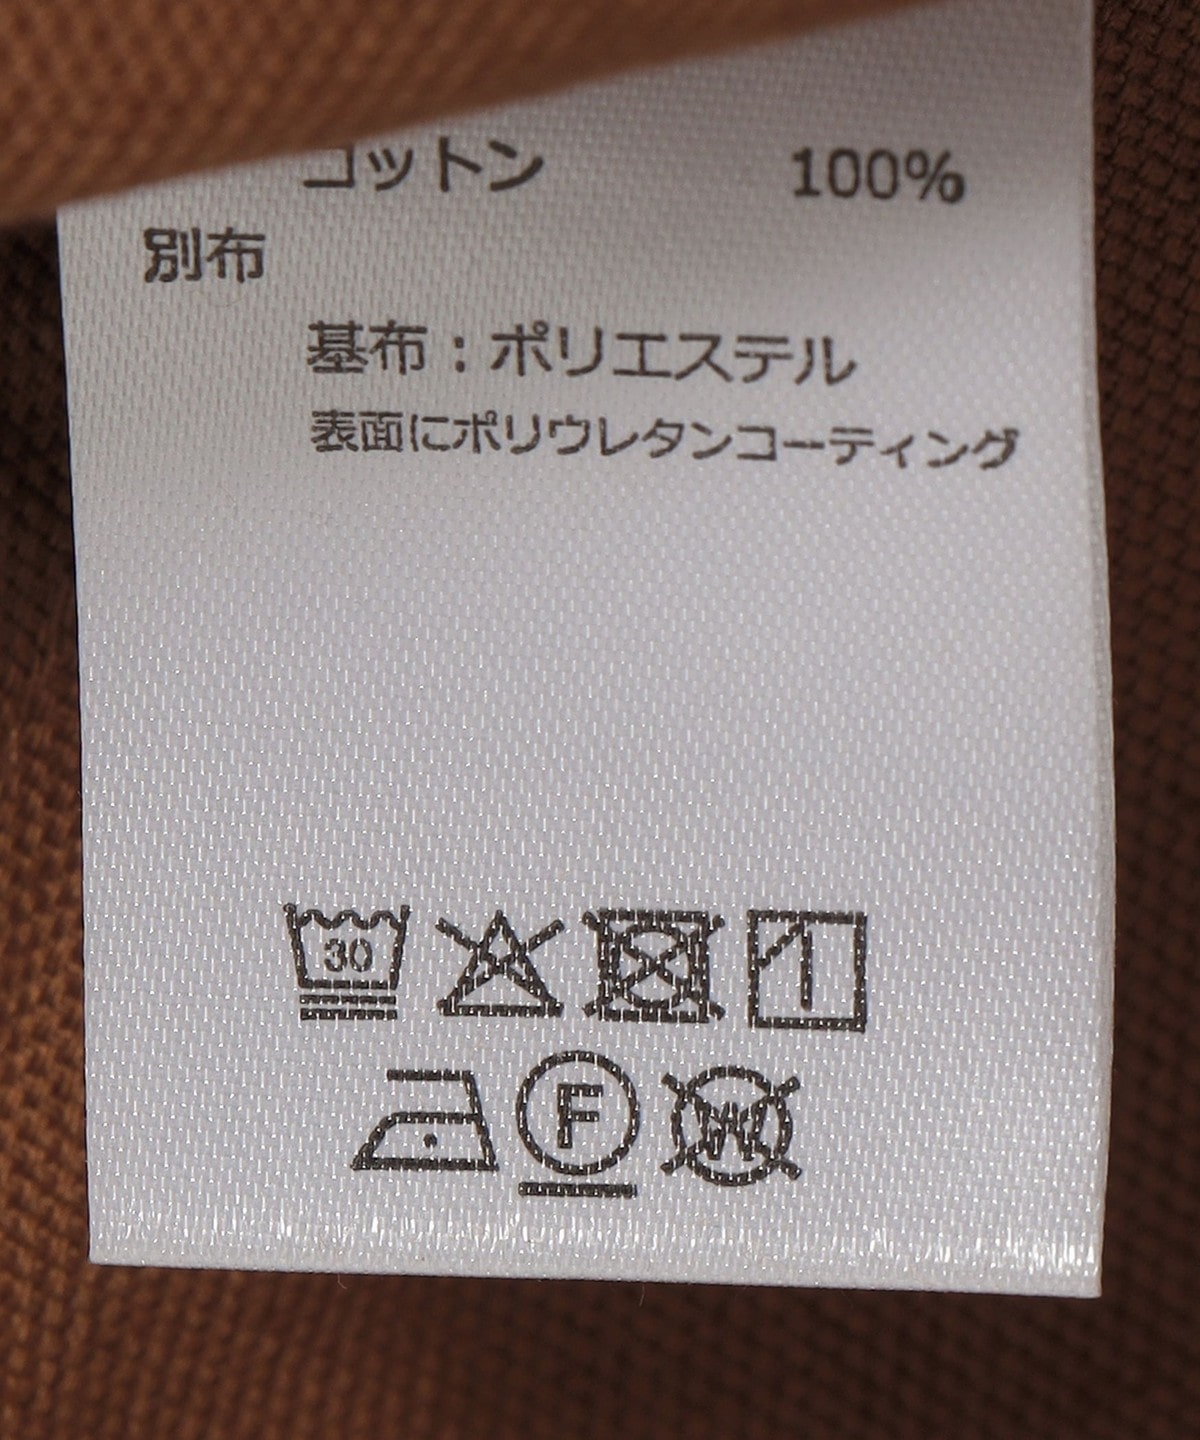 コットン 100%
別布
基布：ポリエステル
表面にポリウレタンコーティング
30
F W